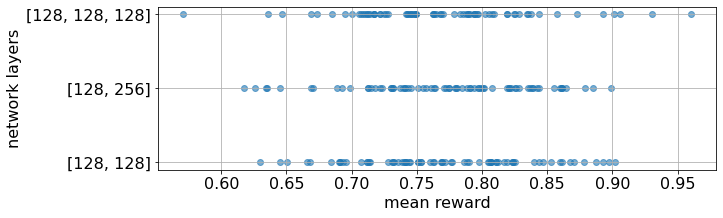 network layers
[128, 128, 128]
[128, 256]
[128, 128]
0.60 0.65 0.70 0.75 0.80 0.85 0.90 0.95
mean reward